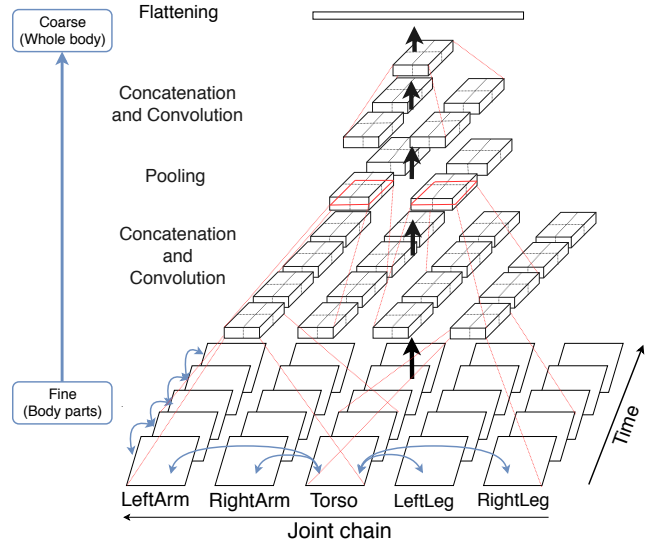 Coarse
(Whole body)
Flattening
Concatenation
and Convolution
Pooling
Concatenation
and
Convolution
Fine
(Body parts)
Time
LeftArm
RightArm
Torso
LeftLeg
RightLeg
Joint chain